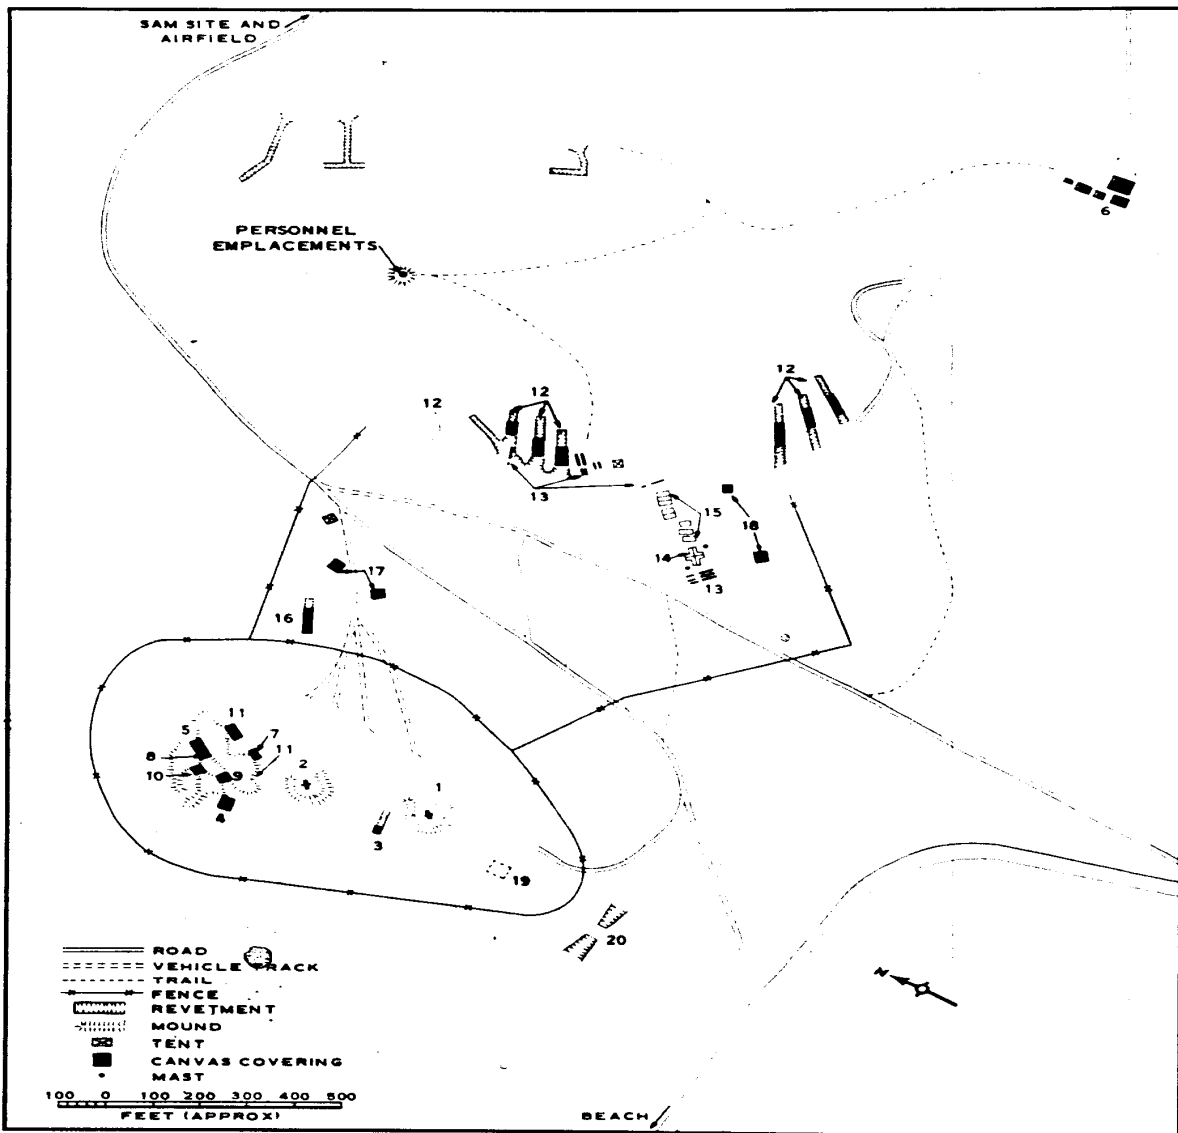 SAM SITE AND
AIRFIELD
6
PERSONNEL
EMPLACEMENTS
12
12
12
13
15
18
14
13
17
16
11
5
7
11
8
2
10
9
1
4
3
19
20
N
ROAD
VEHICLE TRACK
TRAIL
FENCE
REVETMENT
MOUND
TENT
CANVAS COVERING
MAST
100 0 100 200 300 400 500
FEET (APPROX)
BEACH